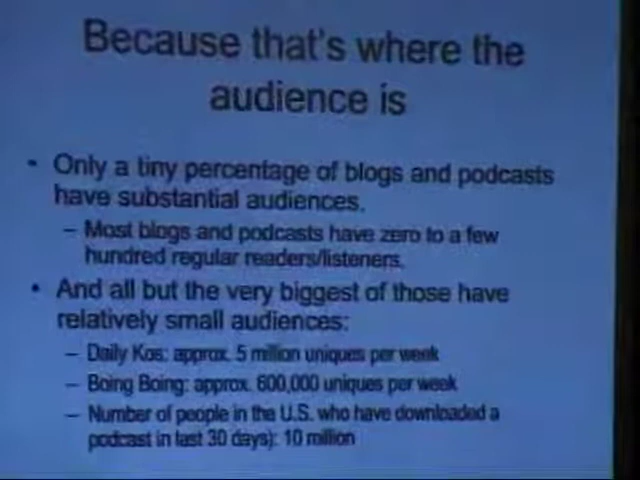 Because that's where the
audience is
• Only a tiny percentage of blogs and podcasts
have substantial audiences.
– Most blogs and podcasts have zero to a few
hundred regular readers/listeners.
• And all but the very biggest of those have
relatively small audiences:
– Daily Kos: approx. 5 million uniques per week
– Boing Boing: approx. 600,000 uniques per week
– Number of people in the U.S. who have downloaded a
podcast in last 30 days): 10 million